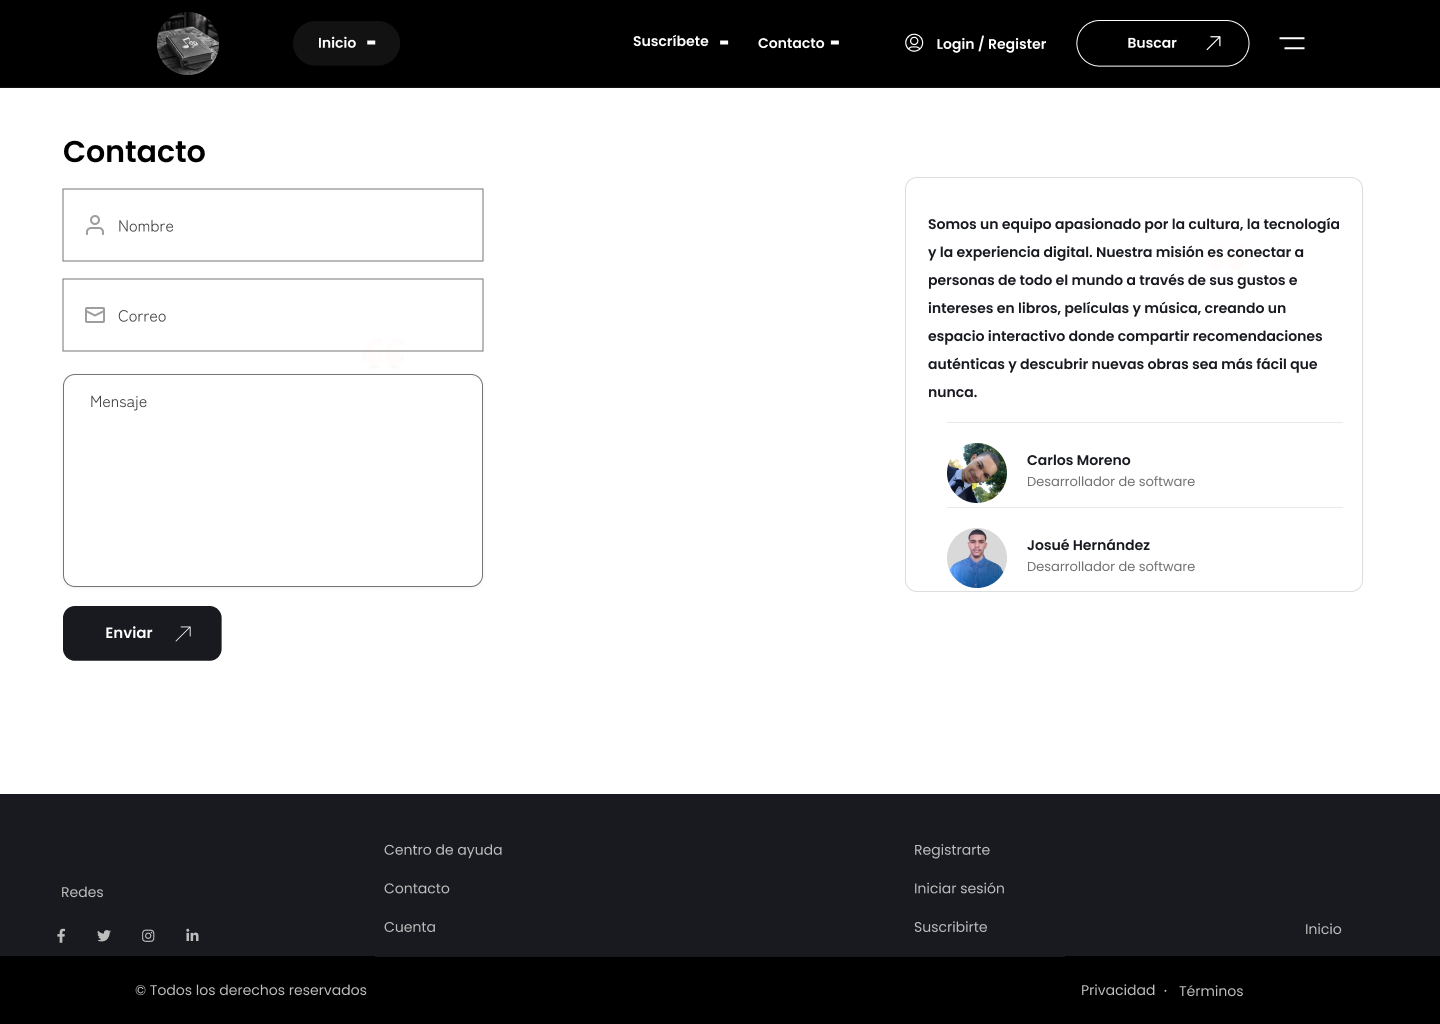 Inicio
Suscríbete
Contacto
Login / Register
Buscar
Contacto
Nombre
Correo
Mensaje
Enviar
Somos un equipo apasionado por la cultura, la tecnología
y la experiencia digital. Nuestra misión es conectar a
personas de todo el mundo a través de sus gustos e
intereses en libros, películas y música, creando un
espacio interactivo donde compartir recomendaciones
auténticas y descubrir nuevas obras sea más fácil que
nunca.
Carlos Moreno
Desarrollador de software
Josué Hernández
Desarrollador de software
Redes
Centro de ayuda
Contacto
Cuenta
Registrarte
Iniciar sesión
Suscribirte
Inicio
© Todos los derechos reservados
Privacidad · Términos